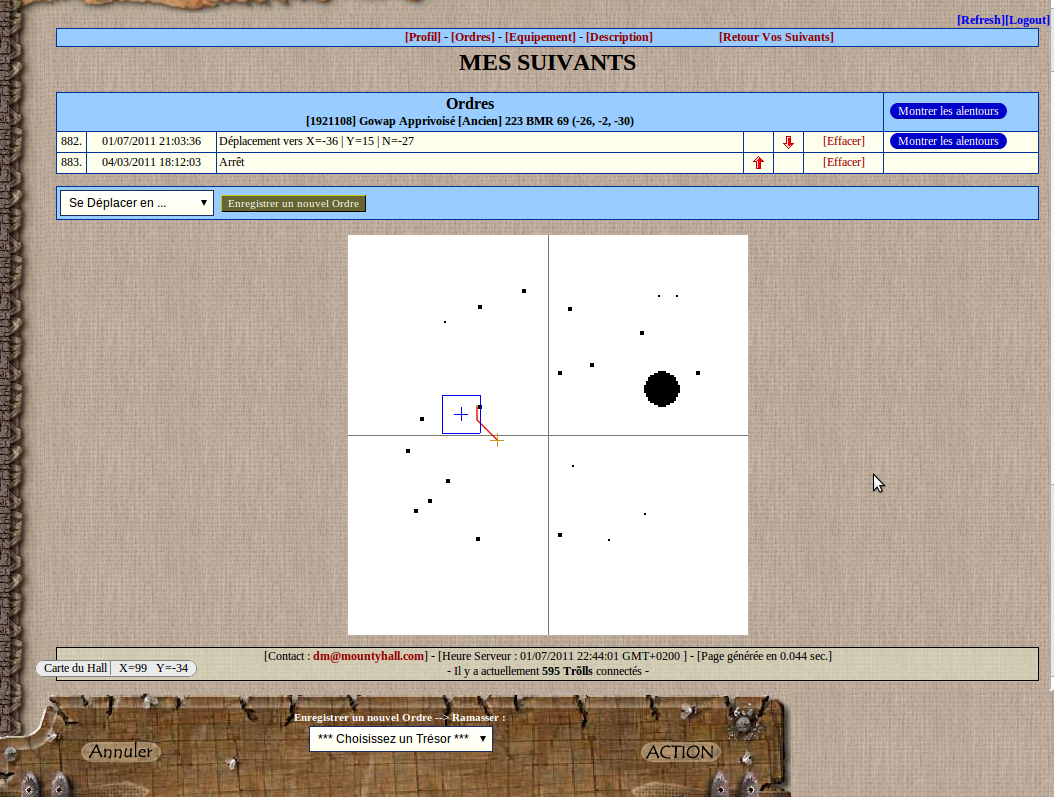 [Refresh][Logout]
[Profil] - [Ordres] - [Equipement] - [Description] [Retour Vos Suivants]
MES SUIVANTS
Ordres
[1921108] Gowap Apprivoisé [Ancien] 223 BMR 69 (-26, -2, -30)
Montrer les alentours
882. 01/07/2011 21:03:36 Déplacement vers X=-36 | Y=15 | N=-27 [Effacer] Montrer les alentours
883. 04/03/2011 18:12:03 Arrêt [Effacer]
Se Déplacer en ... Enregistrer un nouvel Ordre
[Contact : dm@mountyhall.com] - [Heure Serveur : 01/07/2011 22:44:01 GMT+0200 ] - [Page générée en 0.044 sec.]
- Il y a actuellement 595 Trõlls connectés -
Carte du Hall X=99 Y=-34
Enregistrer un nouvel Ordre --> Ramasser :
*** Choisissez un Trésor ***
Annuler ACTION